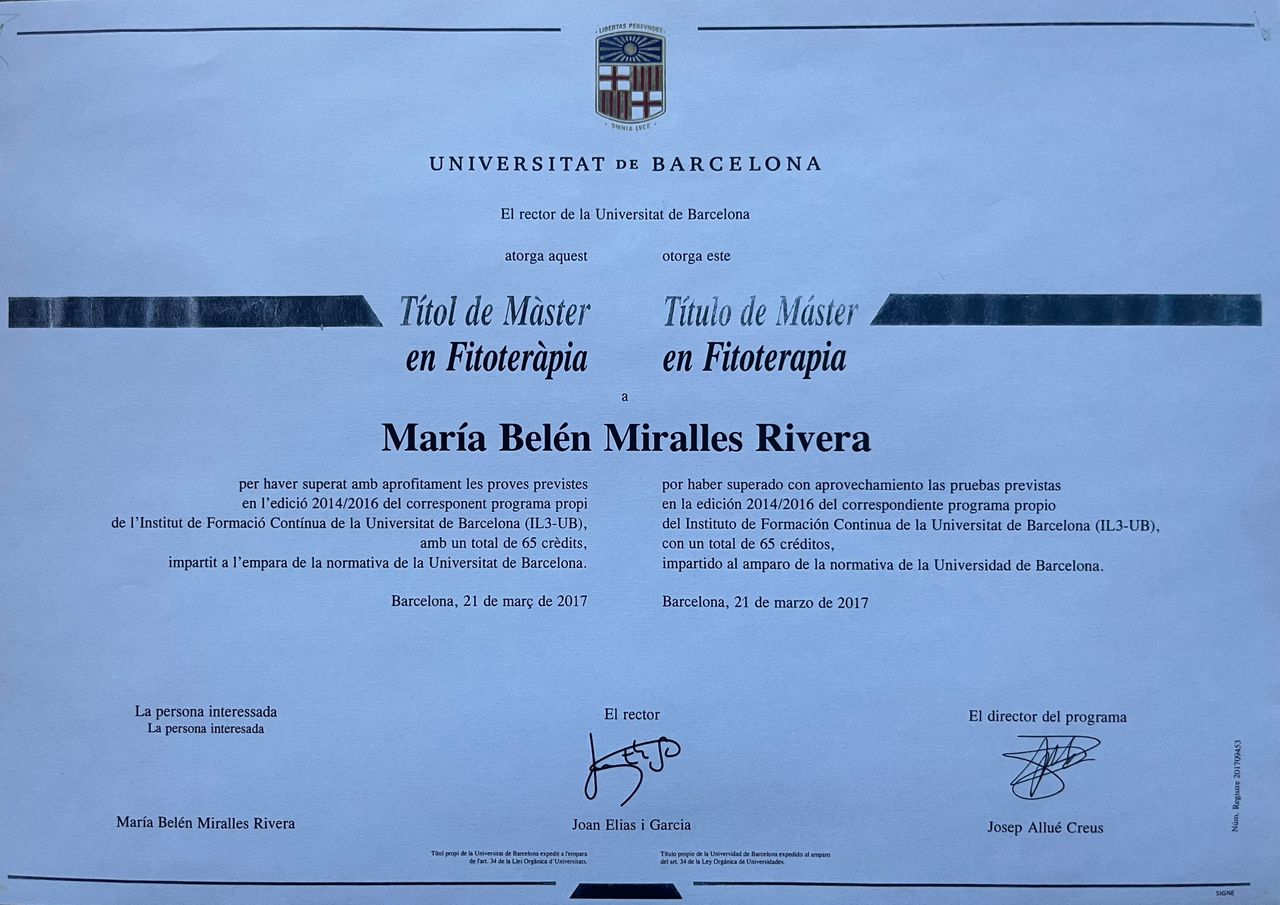 LIBERTAS PERFVNDET
OMNIA LVCE
UNIVERSITAT DE BARCELONA
El rector de la Universitat de Barcelona
atorga aquest
Títol de Màster
en Fitoteràpia
otorga este
Título de Máster
en Fitoterapia
a
María Belén Miralles Rivera
per haver superat amb aprofitament les proves previstes
en l'edició 2014/2016 del corresponent programa propi
de l'Institut de Formació Contínua de la Universitat de Barcelona (IL3-UB),
amb un total de 65 crèdits,
impartit a l'empara de la normativa de la Universitat de Barcelona.
Barcelona, 21 de març de 2017
por haber superado con aprovechamiento las pruebas previstas
en la edición 2014/2016 del correspondiente programa propio
del Instituto de Formación Continua de la Universitat de Barcelona (IL3-UB),
con un total de 65 créditos,
impartido al amparo de la normativa de la Universidad de Barcelona.
Barcelona, 21 de marzo de 2017
La persona interessada
La persona interesada
María Belén Miralles Rivera
El rector
Joan Elias i Garcia
El director del programa
Josep Allué Creus
Núm. Registre 201709453
Títol propi de la Universitat de Barcelona expedit a l'empara
de l'art. 34 de la Llei Orgànica d'Universitats.
Título propio de la Universidad de Barcelona expedido al amparo
del art. 34 de la Ley Orgánica de Universidades.
SIGNE